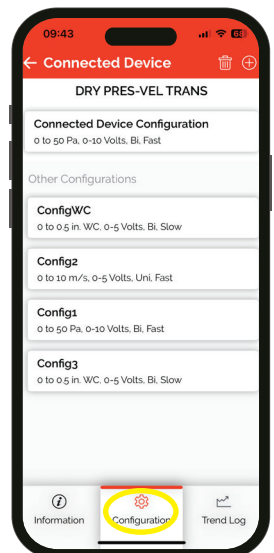 09:43
Connected Device
DRY PRES-VEL TRANS
Connected Device Configuration
0 to 50 Pa, 0-10 Volts, Bi, Fast
Other Configurations
ConfigWC
0 to 0.5 in. WC, 0-5 Volts, Bi, Slow
Config2
0 to 10 m/s, 0-5 Volts, Uni, Fast
Config1
0 to 50 Pa, 0-10 Volts, Bi, Fast
Config3
0 to 0.5 in. WC, 0-5 Volts, Bi, Slow
Information Configuration Trend Log